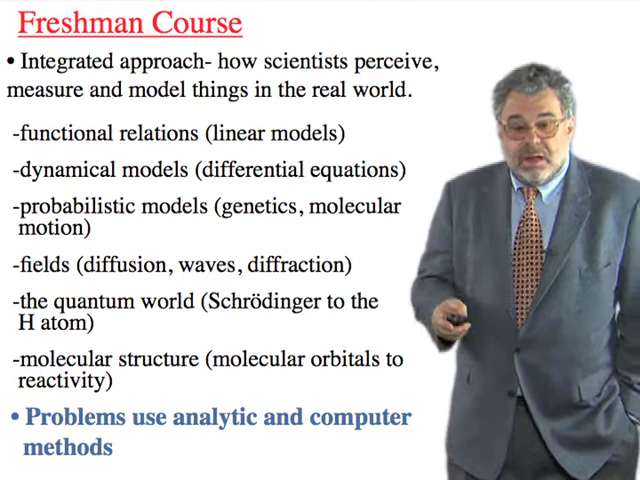 Freshman Course
• Integrated approach- how scientists perceive,
measure and model things in the real world.
-functional relations (linear models)
-dynamical models (differential equations)
-probabilistic models (genetics, molecular
motion)
-fields (diffusion, waves, diffraction)
-the quantum world (Schrödinger to the
H atom)
-molecular structure (molecular orbitals to
reactivity)
• Problems use analytic and computer
methods